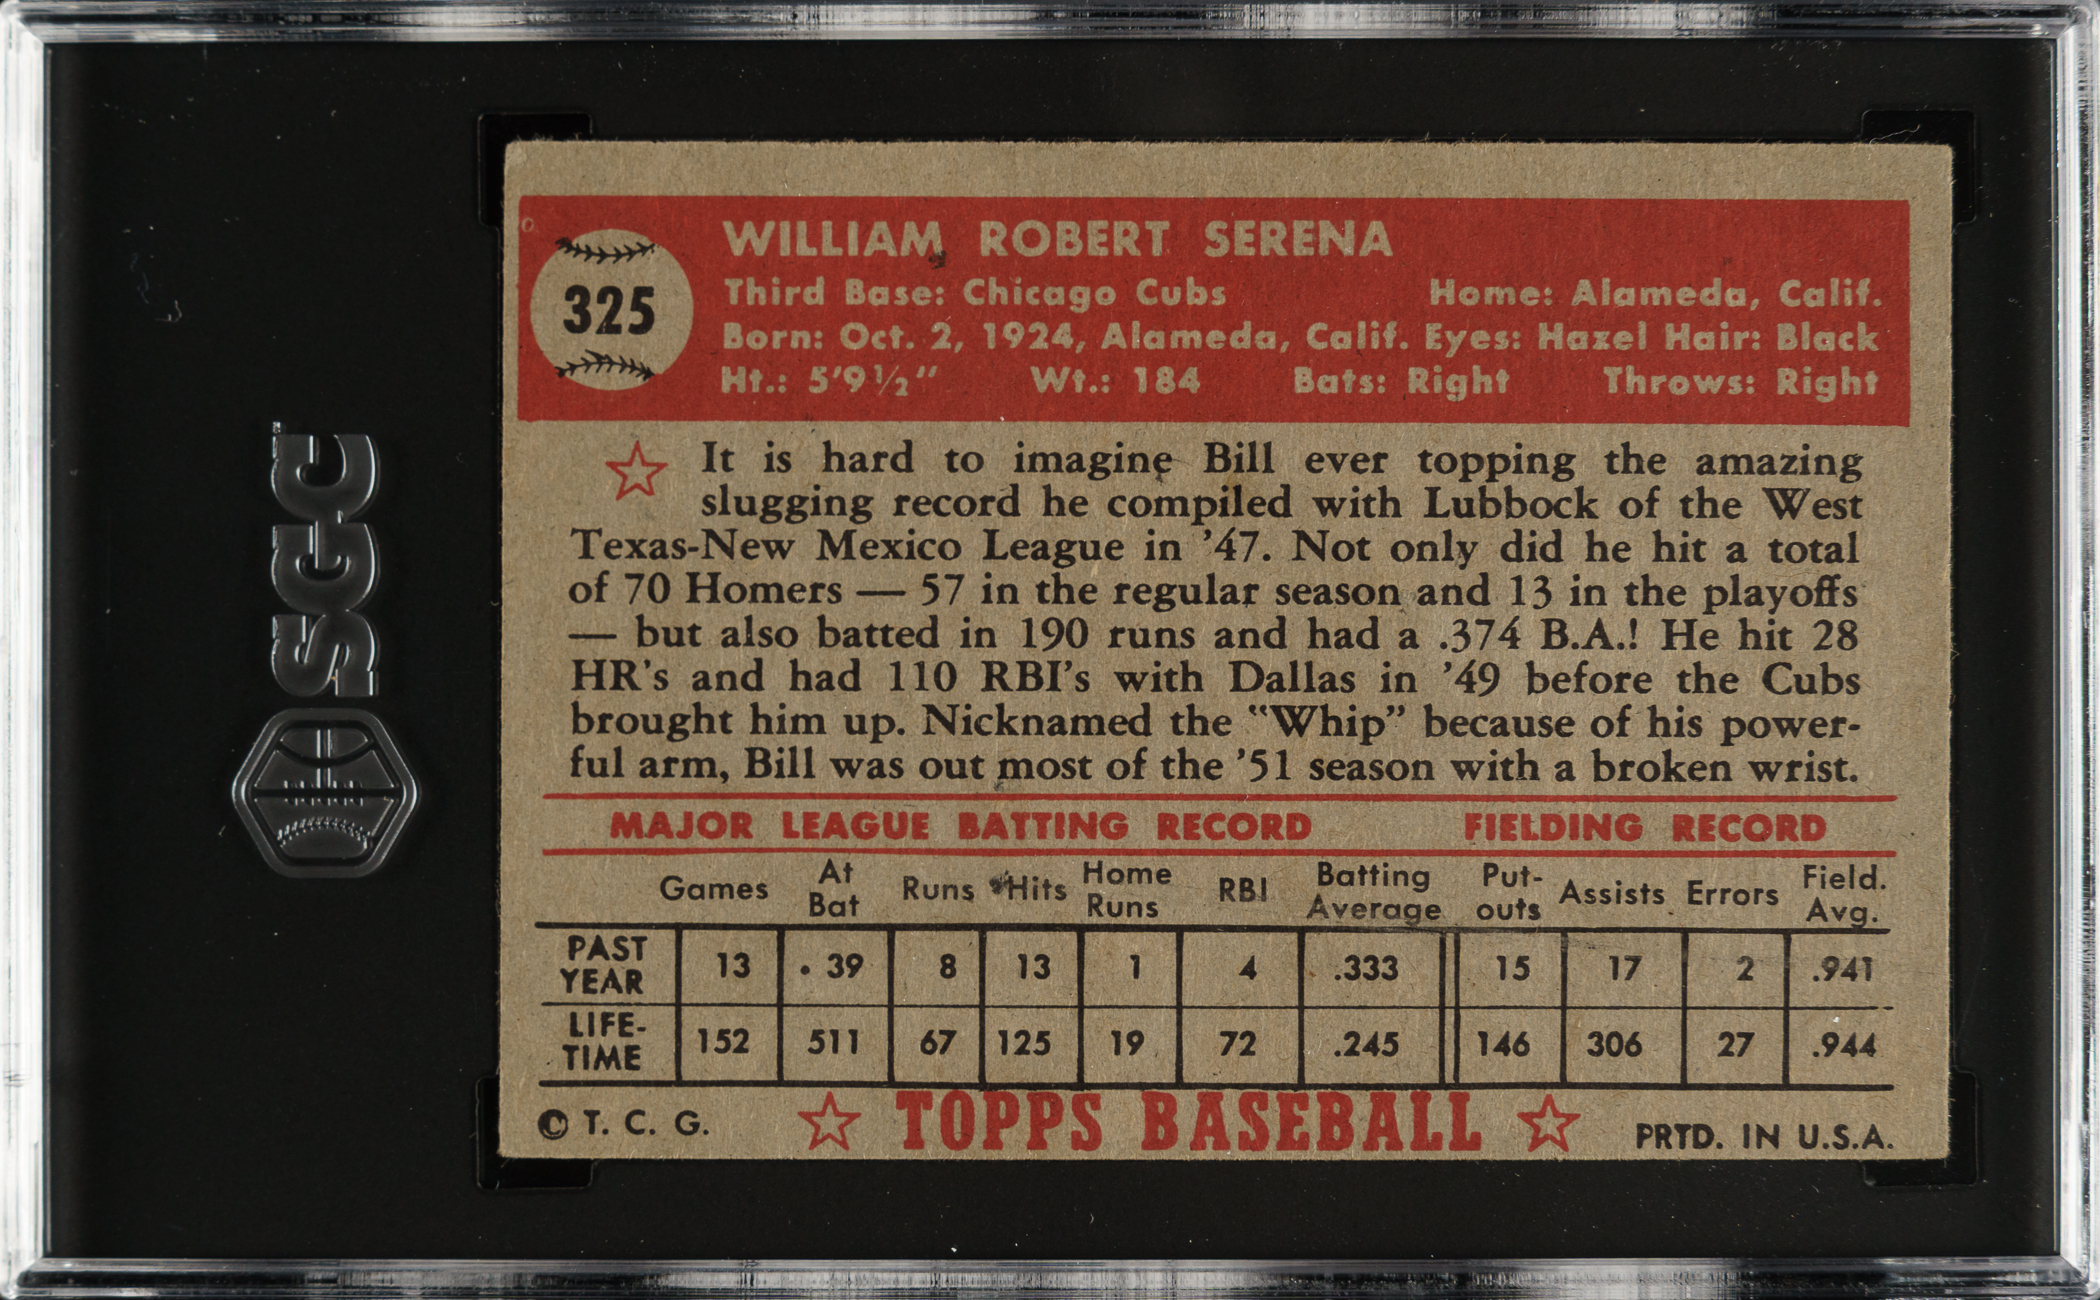 SGC
325
WILLIAM ROBERT SERENA
Third Base: Chicago Cubs Home: Alameda, Calif.
Born: Oct. 2, 1924, Alameda, Calif. Eyes: Hazel Hair: Black
Ht.: 5'9 1/2" Wt.: 184 Bats: Right Throws: Right
It is hard to imagine Bill ever topping the amazing
slugging record he compiled with Lubbock of the West
Texas-New Mexico League in '47. Not only did he hit a total
of 70 Homers — 57 in the regular season and 13 in the playoffs
— but also batted in 190 runs and had a .374 B.A.! He hit 28
HR's and had 110 RBI's with Dallas in '49 before the Cubs
brought him up. Nicknamed the "Whip" because of his power-
ful arm, Bill was out most of the '51 season with a broken wrist.
MAJOR LEAGUE BATTING RECORD FIELDING RECORD
Games At Bat Runs Hits Home Runs RBI Batting Average Put-outs Assists Errors Field. Avg.
PAST YEAR 13 39 8 13 1 4 .333 15 17 2 .941
LIFE-TIME 152 511 67 125 19 72 .245 146 306 27 .944
© T. C. G. TOPPS BASEBALL PRTD. IN U.S.A.